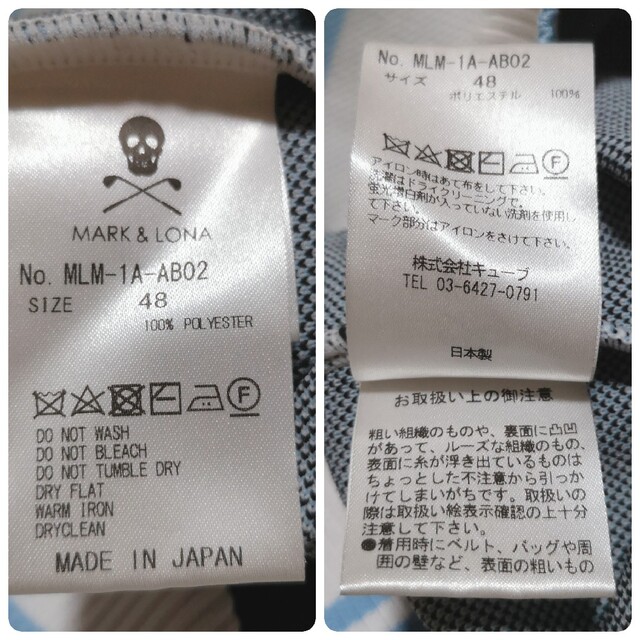 MARK & LONA
No. MLM-1A-AB02
SIZE 48
100% POLYESTER
F
DO NOT WASH
DO NOT BLEACH
DO NOT TUMBLE DRY
DRY FLAT
WARM IRON
DRYCLEAN
MADE IN JAPAN
No. MLM-1A-AB02
サイズ 48
ポリエステル 100%
F
アイロン時はあて布をして下さい。
洗濯はドライクリーニングで。
蛍光増白剤が入っていない洗剤を使用し
て下さい。
マーク部分はアイロンをさけて下さい。
株式会社キューブ
TEL 03-6427-0791
日本製
お取扱い上の御注意
粗い組織のものや、裏面に凸凹
があって、ルーズな組織のもの、
表面に糸が浮き出ているものは
ちょっとした不注意から引っか
けてしまいがちです。取扱いの
際は取扱い絵表示確認の上十分
注意して下さい。
●着用時にベルト、バッグや周
囲の壁など、表面の粗いもの